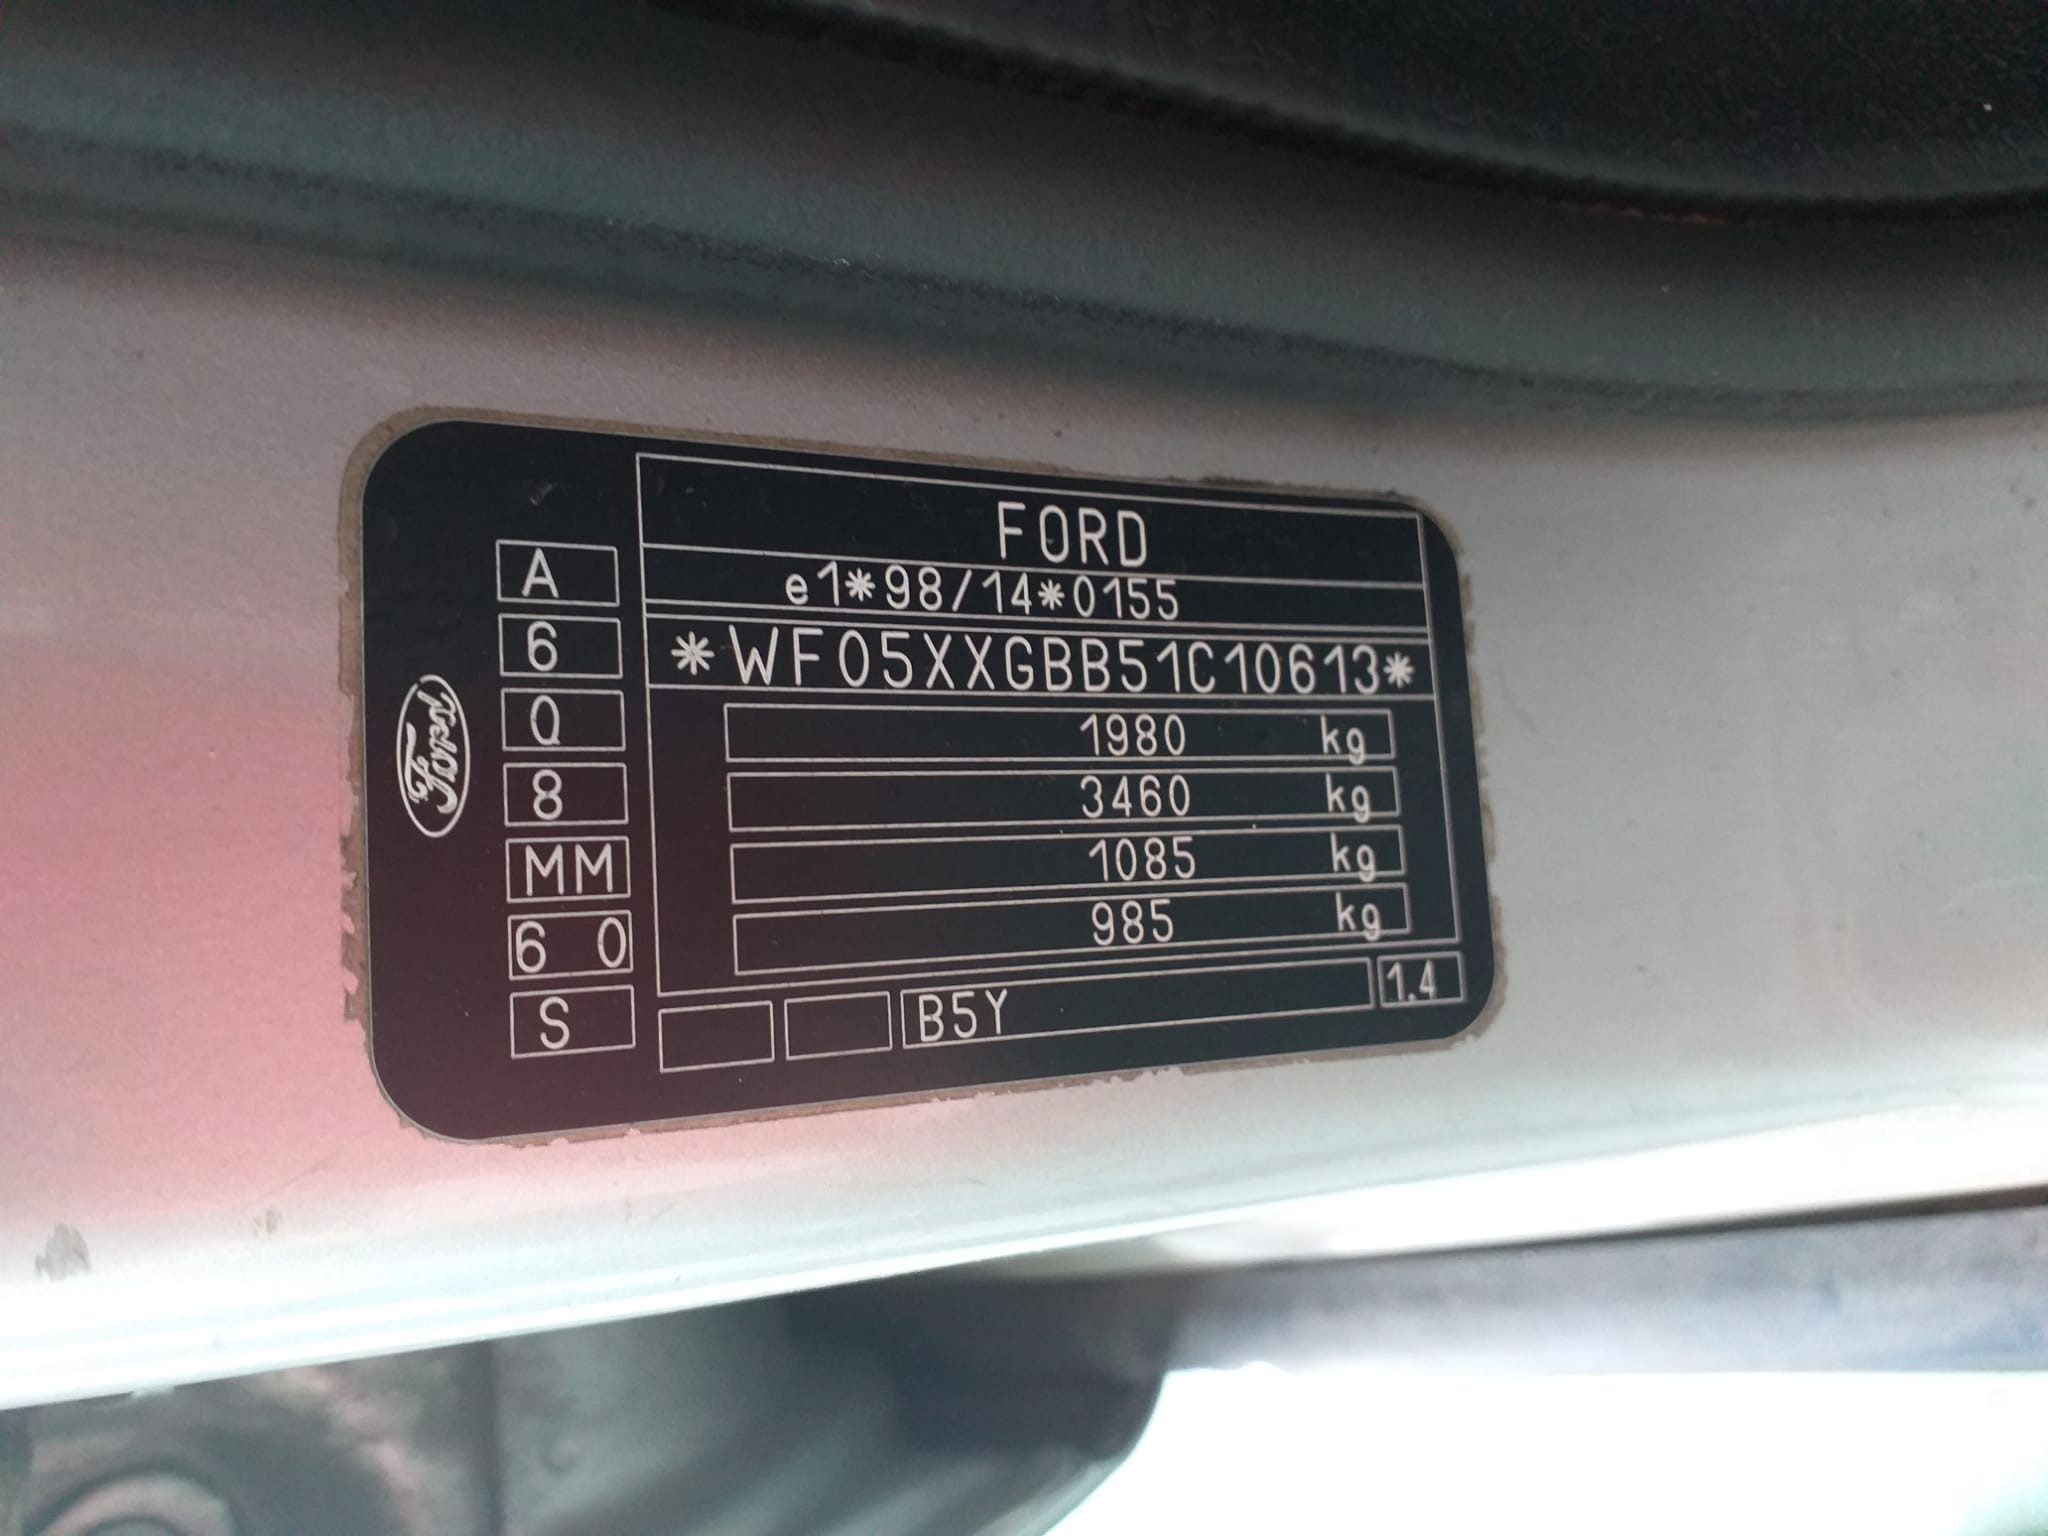 FORD
e1*98/14*0155
*WF05XXGBB51C10613*
1980 kg
3460 kg
1085 kg
985 kg
A
6
Q
8
MM
6 0
S
B5Y
1.4
Ford